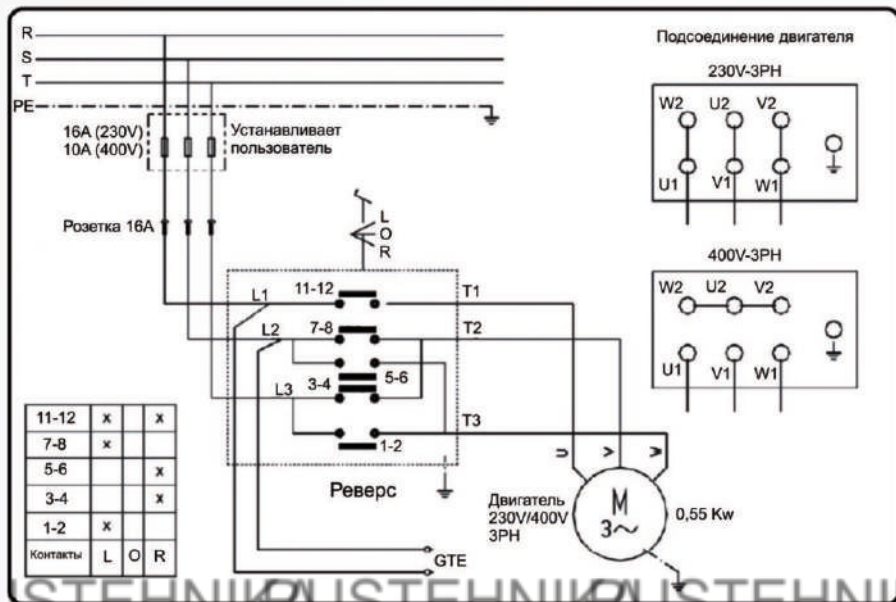 R
S
T
PE
16A (230V)
10A (400V)
Устанавливает
пользователь
Розетка 16A
L
O
R
L1
11-12
T1
L2
7-8
T2
5-6
L3
3-4
T3
1-2
Реверс
GTE
11-12 x x
7-8 x
5-6 x
3-4 x
1-2 x
Контакты L O R
U
V
W
Двигатель
230V/400V
3PH
M
3~
0,55 Kw
Подсоединение двигателя
230V-3PH
W2 U2 V2
U1 V1 W1
400V-3PH
W2 U2 V2
U1 V1 W1